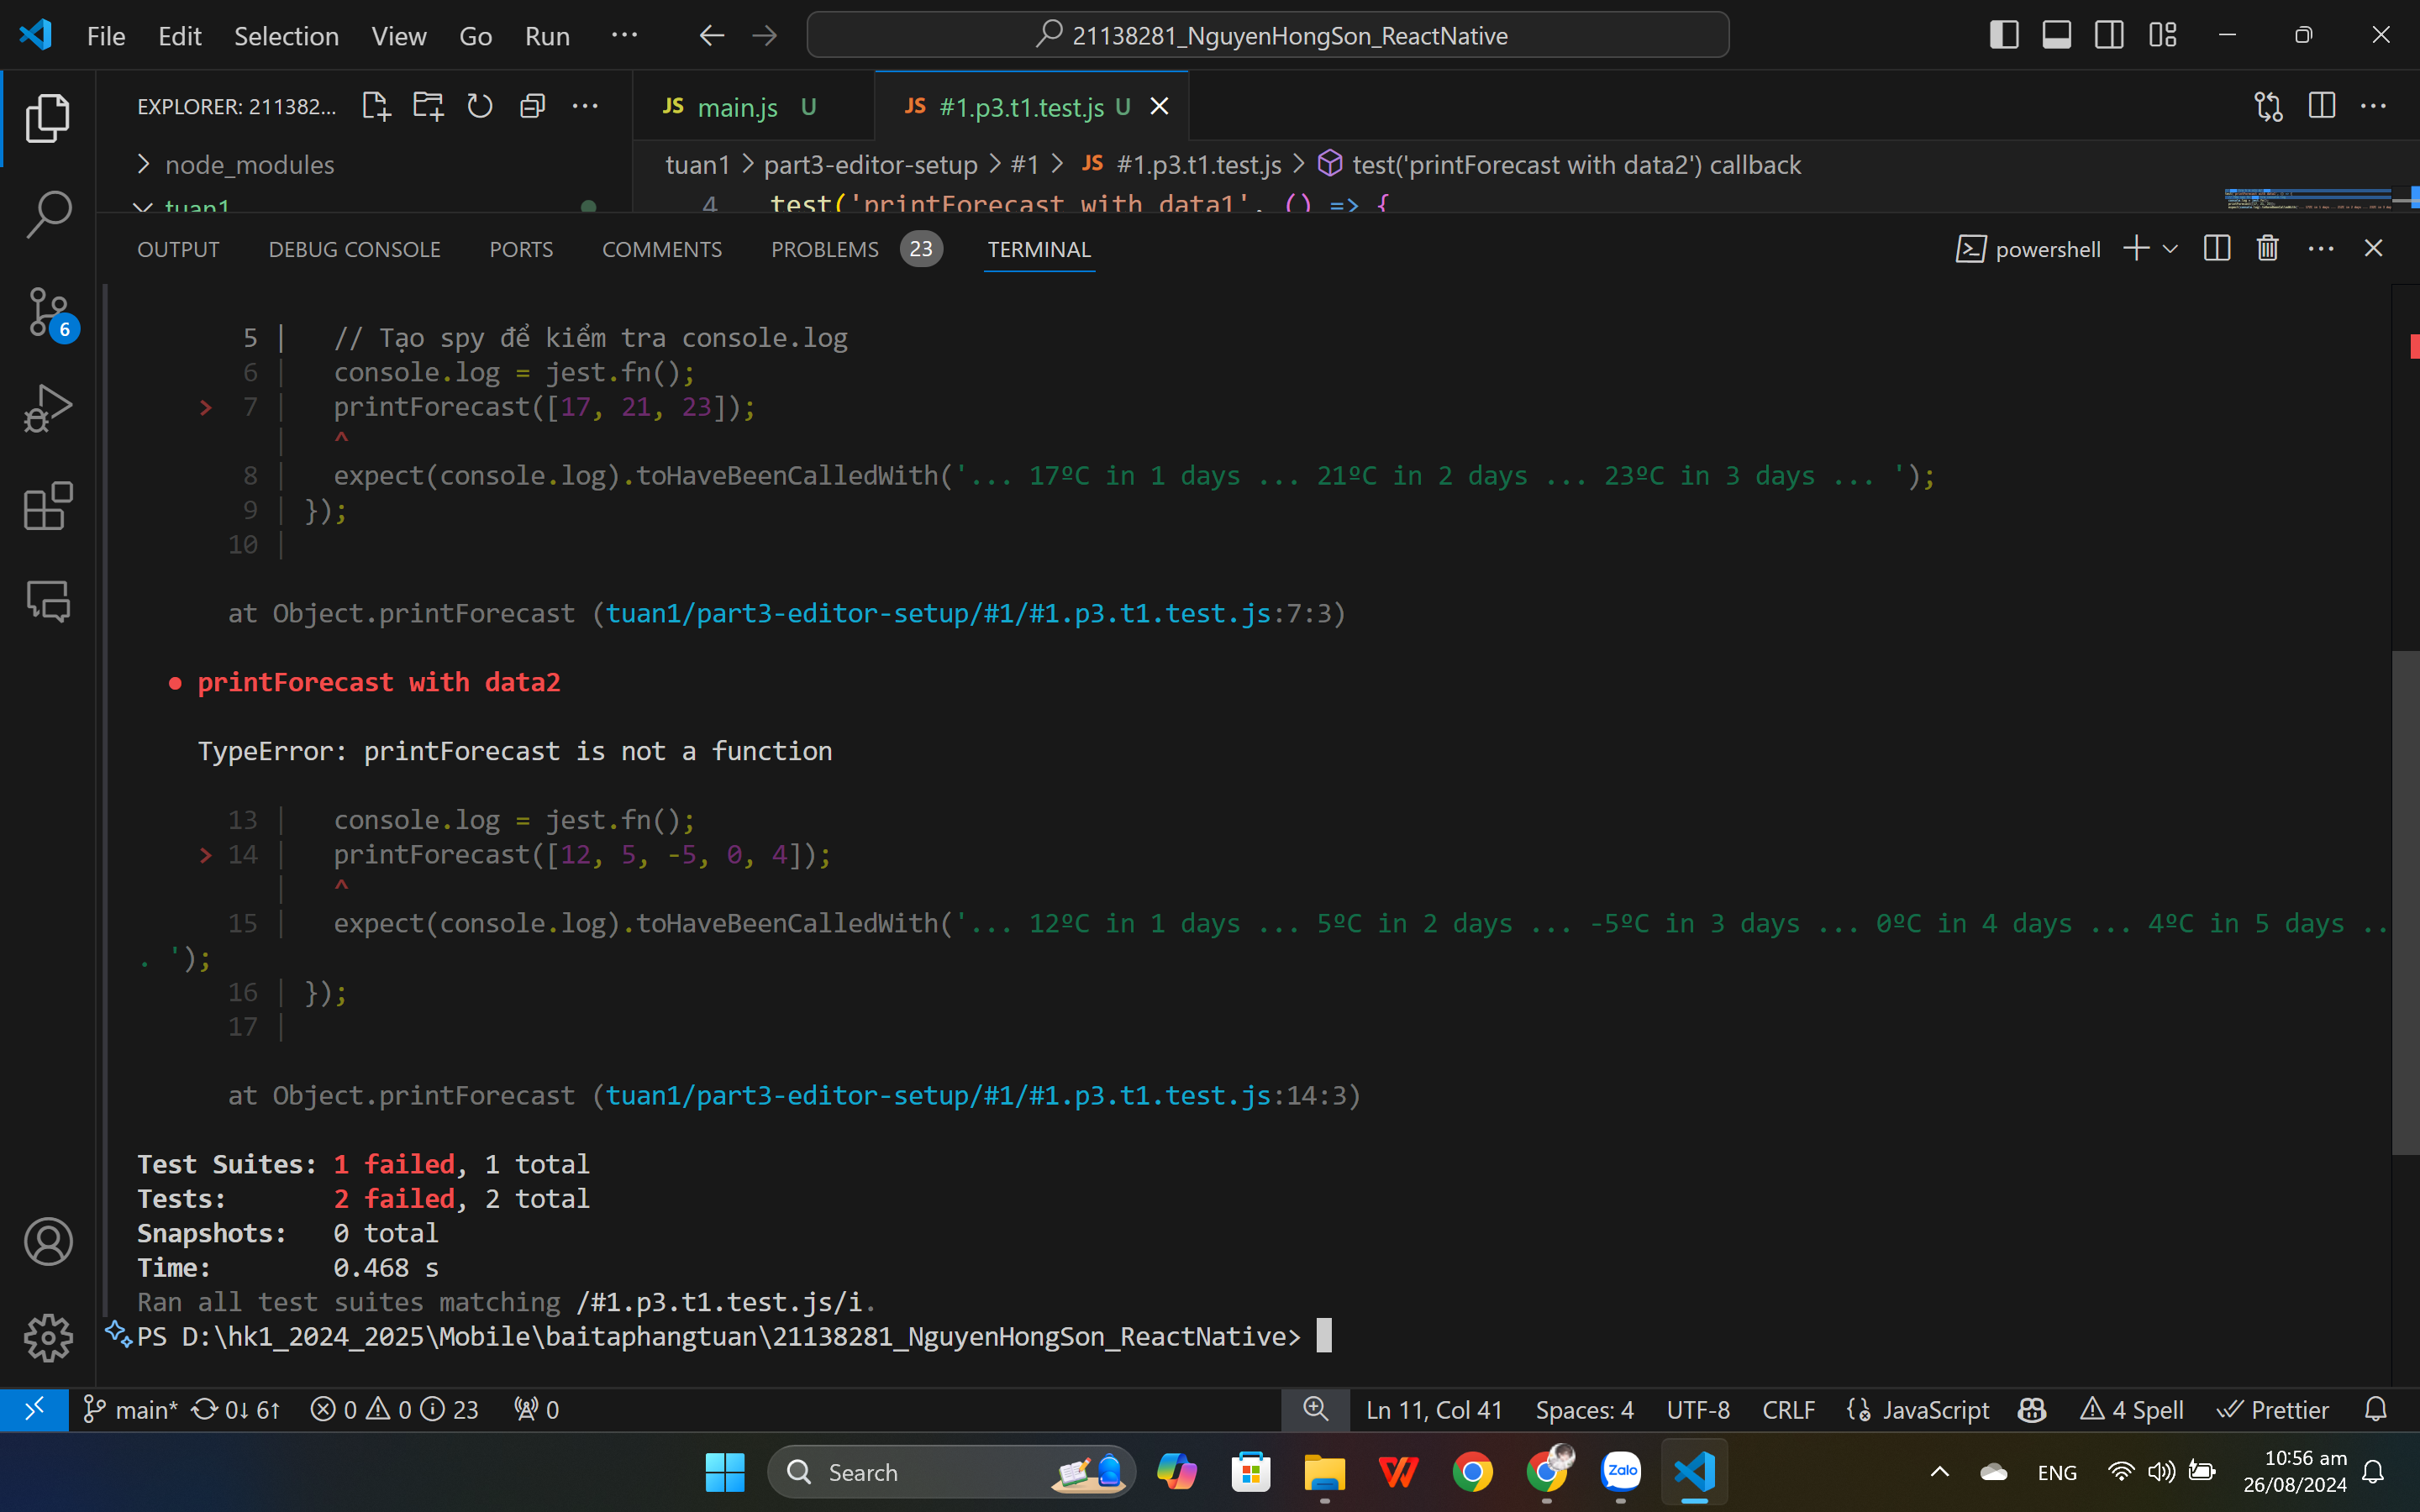 File Edit Selection View Go Run ··· 21138281_NguyenHongSon_ReactNative
EXPLORER: 211382... ···
JS main.js U
JS #1.p3.t1.test.js U
node_modules
tuan1 > part3-editor-setup > #1 > JS #1.p3.t1.test.js > test('printForecast with data2') callback
tuan1
4 test('printForecast with data1', () => {
OUTPUT DEBUG CONSOLE PORTS COMMENTS PROBLEMS 23 TERMINAL powershell
5 | // Tạo spy để kiểm tra console.log
6 | console.log = jest.fn();
> 7 | printForecast([17, 21, 23]);
| ^
8 | expect(console.log).toHaveBeenCalledWith('... 17ºC in 1 days ... 21ºC in 2 days ... 23ºC in 3 days ... ');
9 | });
10 |
at Object.printForecast (tuan1/part3-editor-setup/#1/#1.p3.t1.test.js:7:3)
● printForecast with data2
TypeError: printForecast is not a function
13 | console.log = jest.fn();
> 14 | printForecast([12, 5, -5, 0, 4]);
| ^
15 | expect(console.log).toHaveBeenCalledWith('... 12ºC in 1 days ... 5ºC in 2 days ... -5ºC in 3 days ... 0ºC in 4 days ... 4ºC in 5 days ..
. ');
16 | });
17 |
at Object.printForecast (tuan1/part3-editor-setup/#1/#1.p3.t1.test.js:14:3)
Test Suites: 1 failed, 1 total
Tests: 2 failed, 2 total
Snapshots: 0 total
Time: 0.468 s
Ran all test suites matching /#1.p3.t1.test.js/i.
PS D:\hk1_2024_2025\Mobile\baitaphangtuan\21138281_NguyenHongSon_ReactNative>
6
main* 0↓ 6↑ 0 0 23 0 Ln 11, Col 41 Spaces: 4 UTF-8 CRLF JavaScript 4 Spell Prettier
Search
Zalo
ENG
10:56 am
26/08/2024